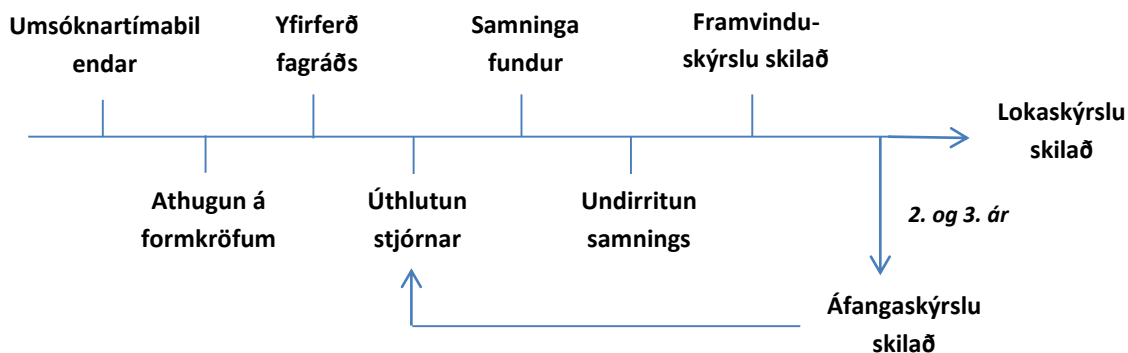 Umsóknartímabil
endar
Yfirferð
fagráðs
Samninga
fundur
Framvindu-
skýrslu skilað
Lokaskýrslu
skilað
Athugun á
formkröfum
Úthlutun
stjórnar
Undirritun
samnings
2. og 3. ár
Áfangaskýrslu
skilað